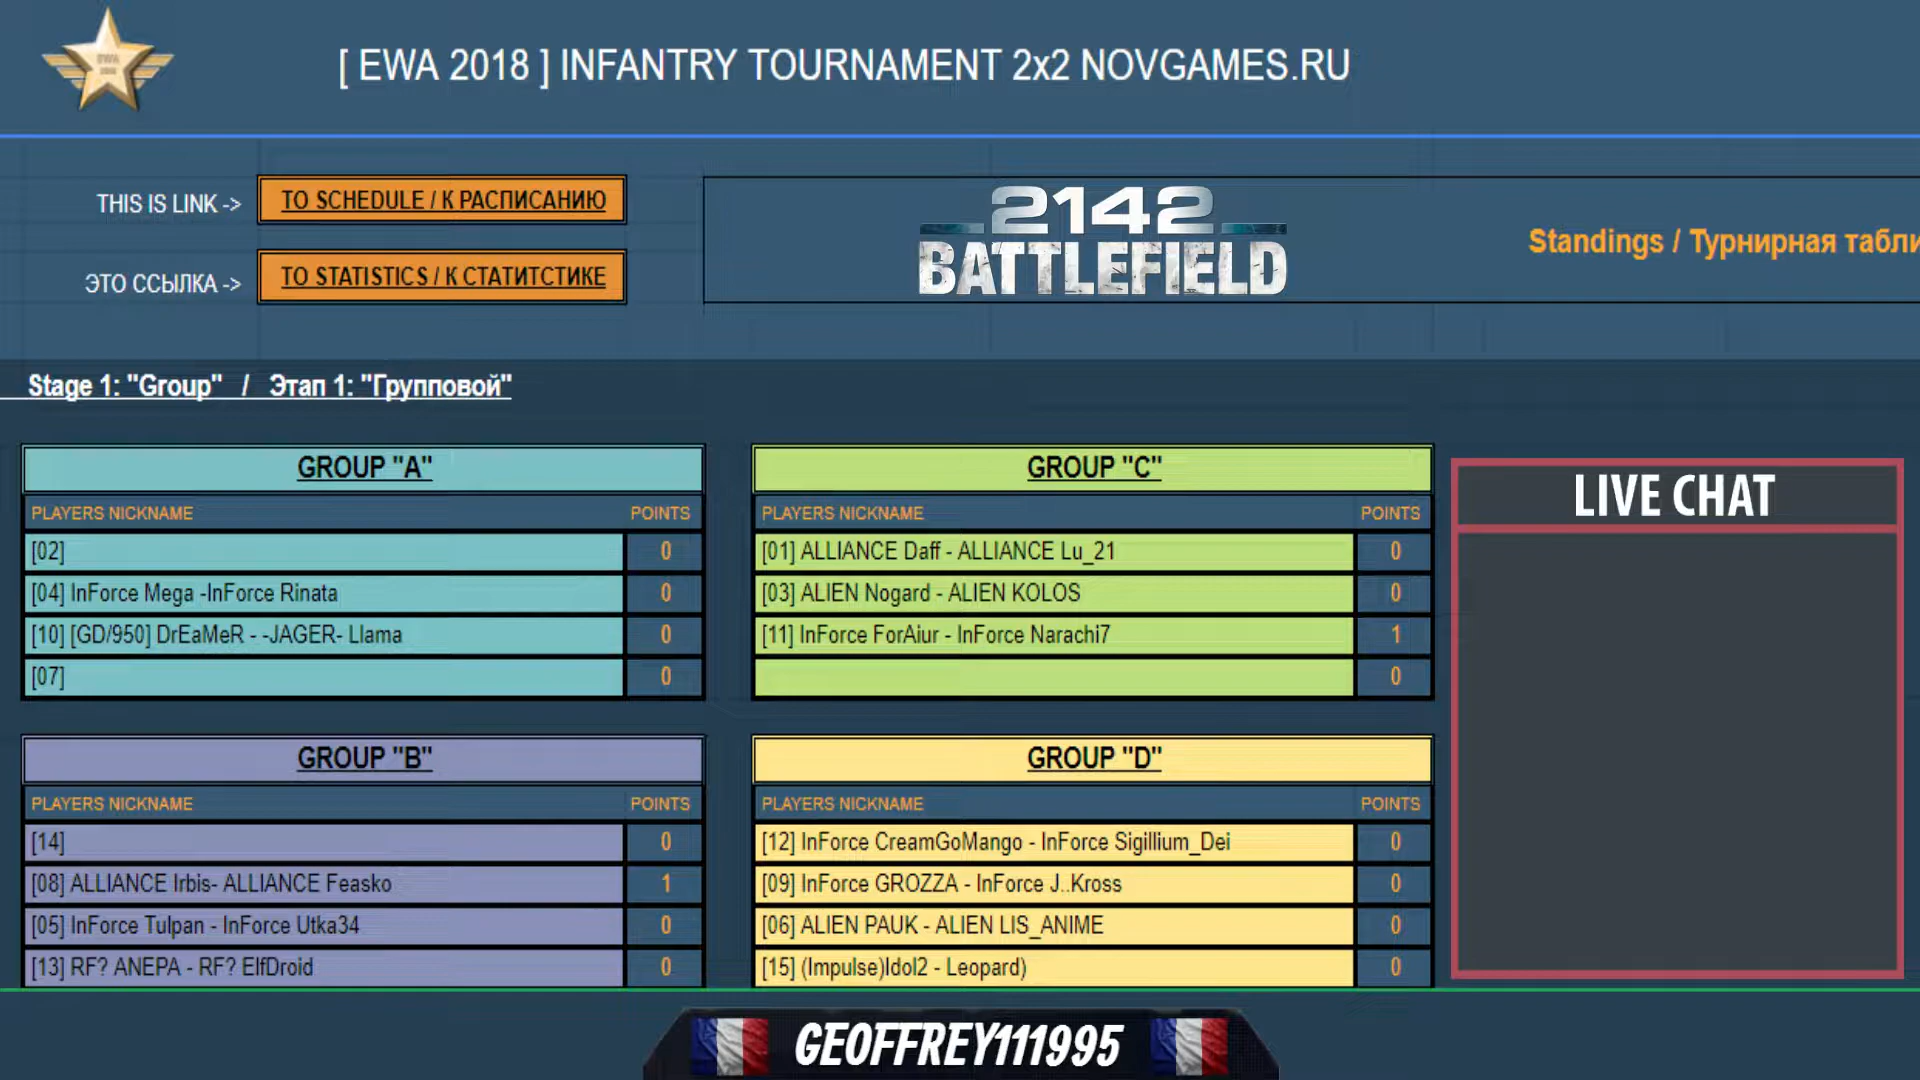 [ EWA 2018 ] INFANTRY TOURNAMENT 2x2 NOVGAMES.RU
THIS IS LINK -> TO SCHEDULE / К РАСПИСАНИЮ
ЭТО ССЫЛКА -> TO STATISTICS / К СТАТИТСТИКЕ
2142
BATTLEFIELD
Standings / Турнирная табли
Stage 1: "Group" / Этап 1: "Групповой"
GROUP "A"
PLAYERS NICKNAME POINTS
[02] 0
[04] InForce Mega -InForce Rinata 0
[10] [GD/950] DrEaMeR - -JAGER- Llama 0
[07] 0
GROUP "B"
PLAYERS NICKNAME POINTS
[14] 0
[08] ALLIANCE Irbis- ALLIANCE Feasko 1
[05] InForce Tulpan - InForce Utka34 0
[13] RF? ANEPA - RF? ElfDroid 0
GROUP "C"
PLAYERS NICKNAME POINTS
[01] ALLIANCE Daff - ALLIANCE Lu_21 0
[03] ALIEN Nogard - ALIEN KOLOS 0
[11] InForce ForAiur - InForce Narachi7 1
0
GROUP "D"
PLAYERS NICKNAME POINTS
[12] InForce CreamGoMango - InForce Sigillium_Dei 0
[09] InForce GROZZA - InForce J..Kross 0
[06] ALIEN PAUK - ALIEN LIS_ANIME 0
[15] (Impulse)Idol2 - Leopard) 0
LIVE CHAT
GEOFFREY111995